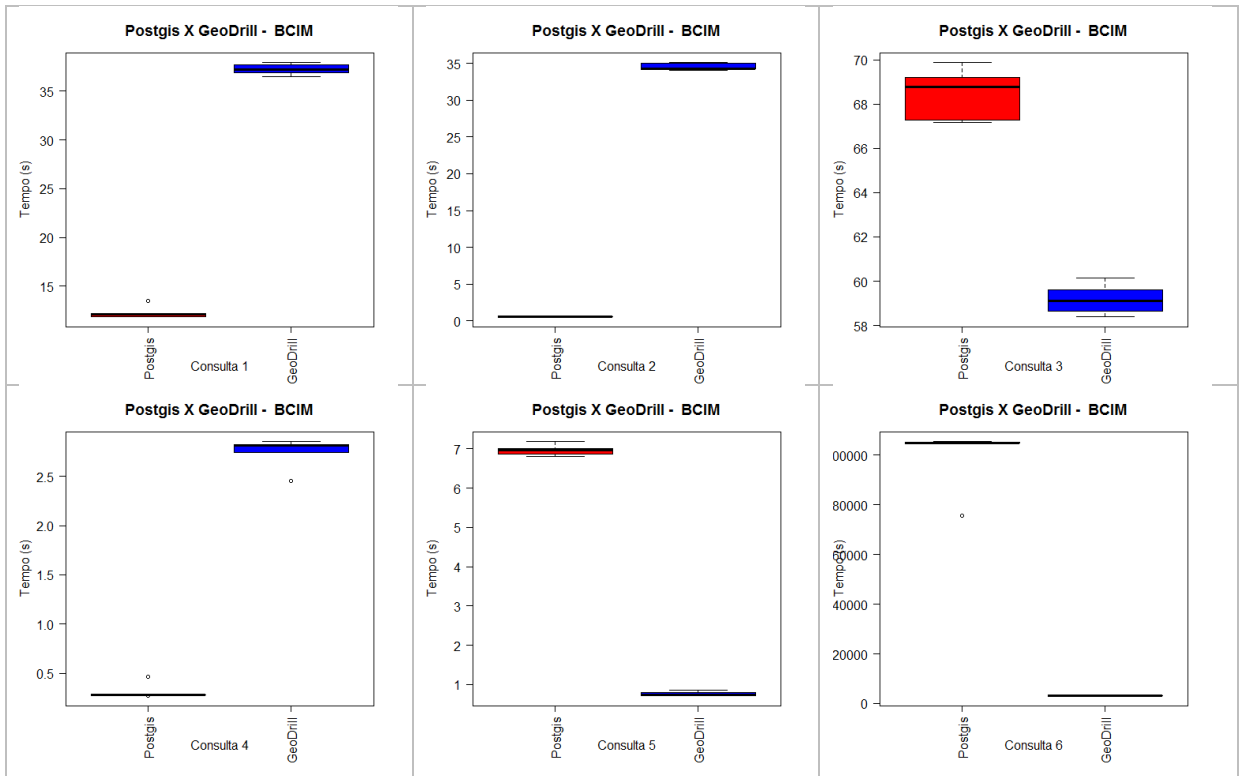 Postgis X GeoDrill - BCIM
Tempo (s)
35
30
25
20
15
Postgis
GeoDrill
Consulta 1
Postgis X GeoDrill - BCIM
Tempo (s)
35
30
25
20
15
10
5
0
Postgis
GeoDrill
Consulta 2
Postgis X GeoDrill - BCIM
Tempo (s)
70
68
66
64
62
60
58
Postgis
GeoDrill
Consulta 3
Postgis X GeoDrill - BCIM
Tempo (s)
2.5
2.0
1.5
1.0
0.5
Postgis
GeoDrill
Consulta 4
Postgis X GeoDrill - BCIM
Tempo (s)
7
6
5
4
3
2
1
Postgis
GeoDrill
Consulta 5
Postgis X GeoDrill - BCIM
Tempo (s)
00000
80000
60000
40000
20000
0
Postgis
GeoDrill
Consulta 6